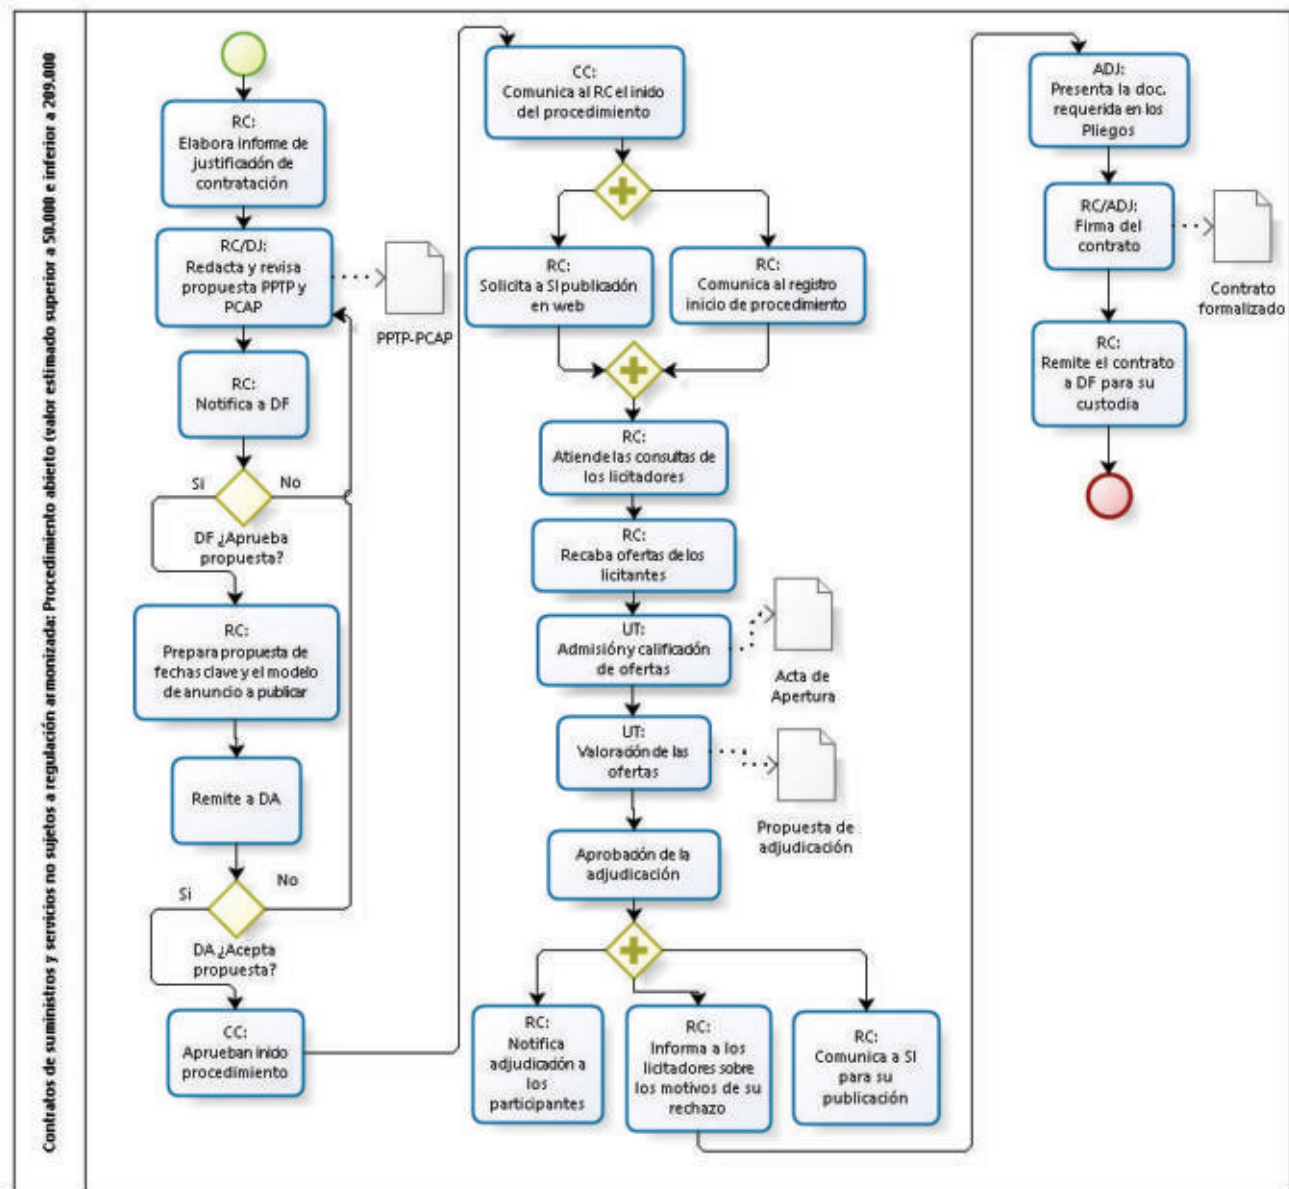 Contratos de suministros y servicios no sujetos a regulación armonizada: Procedimiento abierto (valor estimado superior a 50.000 e inferior a 209.000
RC:
Elabora informe de
justificación de
contratación
RC/DJ:
Redacta y revisa
propuesta PPTP y
PCAP
PPTP-PCAP
RC:
Notifica a DF
Si
No
DF ¿Aprueba
propuesta?
RC:
Prepara propuesta de
fechas clave y el modelo
de anuncio a publicar
Remite a DA
Si
No
DA ¿Acepta
propuesta?
CC:
Aprueban inicio
procedimiento
CC:
Comunica al RC el inido
del procedimiento
RC:
Solicita a SI publicación
en web
RC:
Comunica al registro
inicio de procedimiento
RC:
Atiende las consultas de
los licitadores
RC:
Recaba ofertas de los
licitantes
UT:
Admisión y calificación
de ofertas
Acta de
Apertura
UT:
Valoración de las
ofertas
Propuesta de
adjudicación
Aprobación de la
adjudicación
RC:
Notifica
adjudicación a
los
participantes
RC:
Informa a los
licitadores sobre
los motivos de su
rechazo
RC:
Comunica a SI
para su
publicación
ADJ:
Presenta la doc.
requerida en los
Pliegos
RC/ADJ:
Firma del
contrato
Contrato
formalizado
RC:
Remite el contrato
a DF para su
custodia